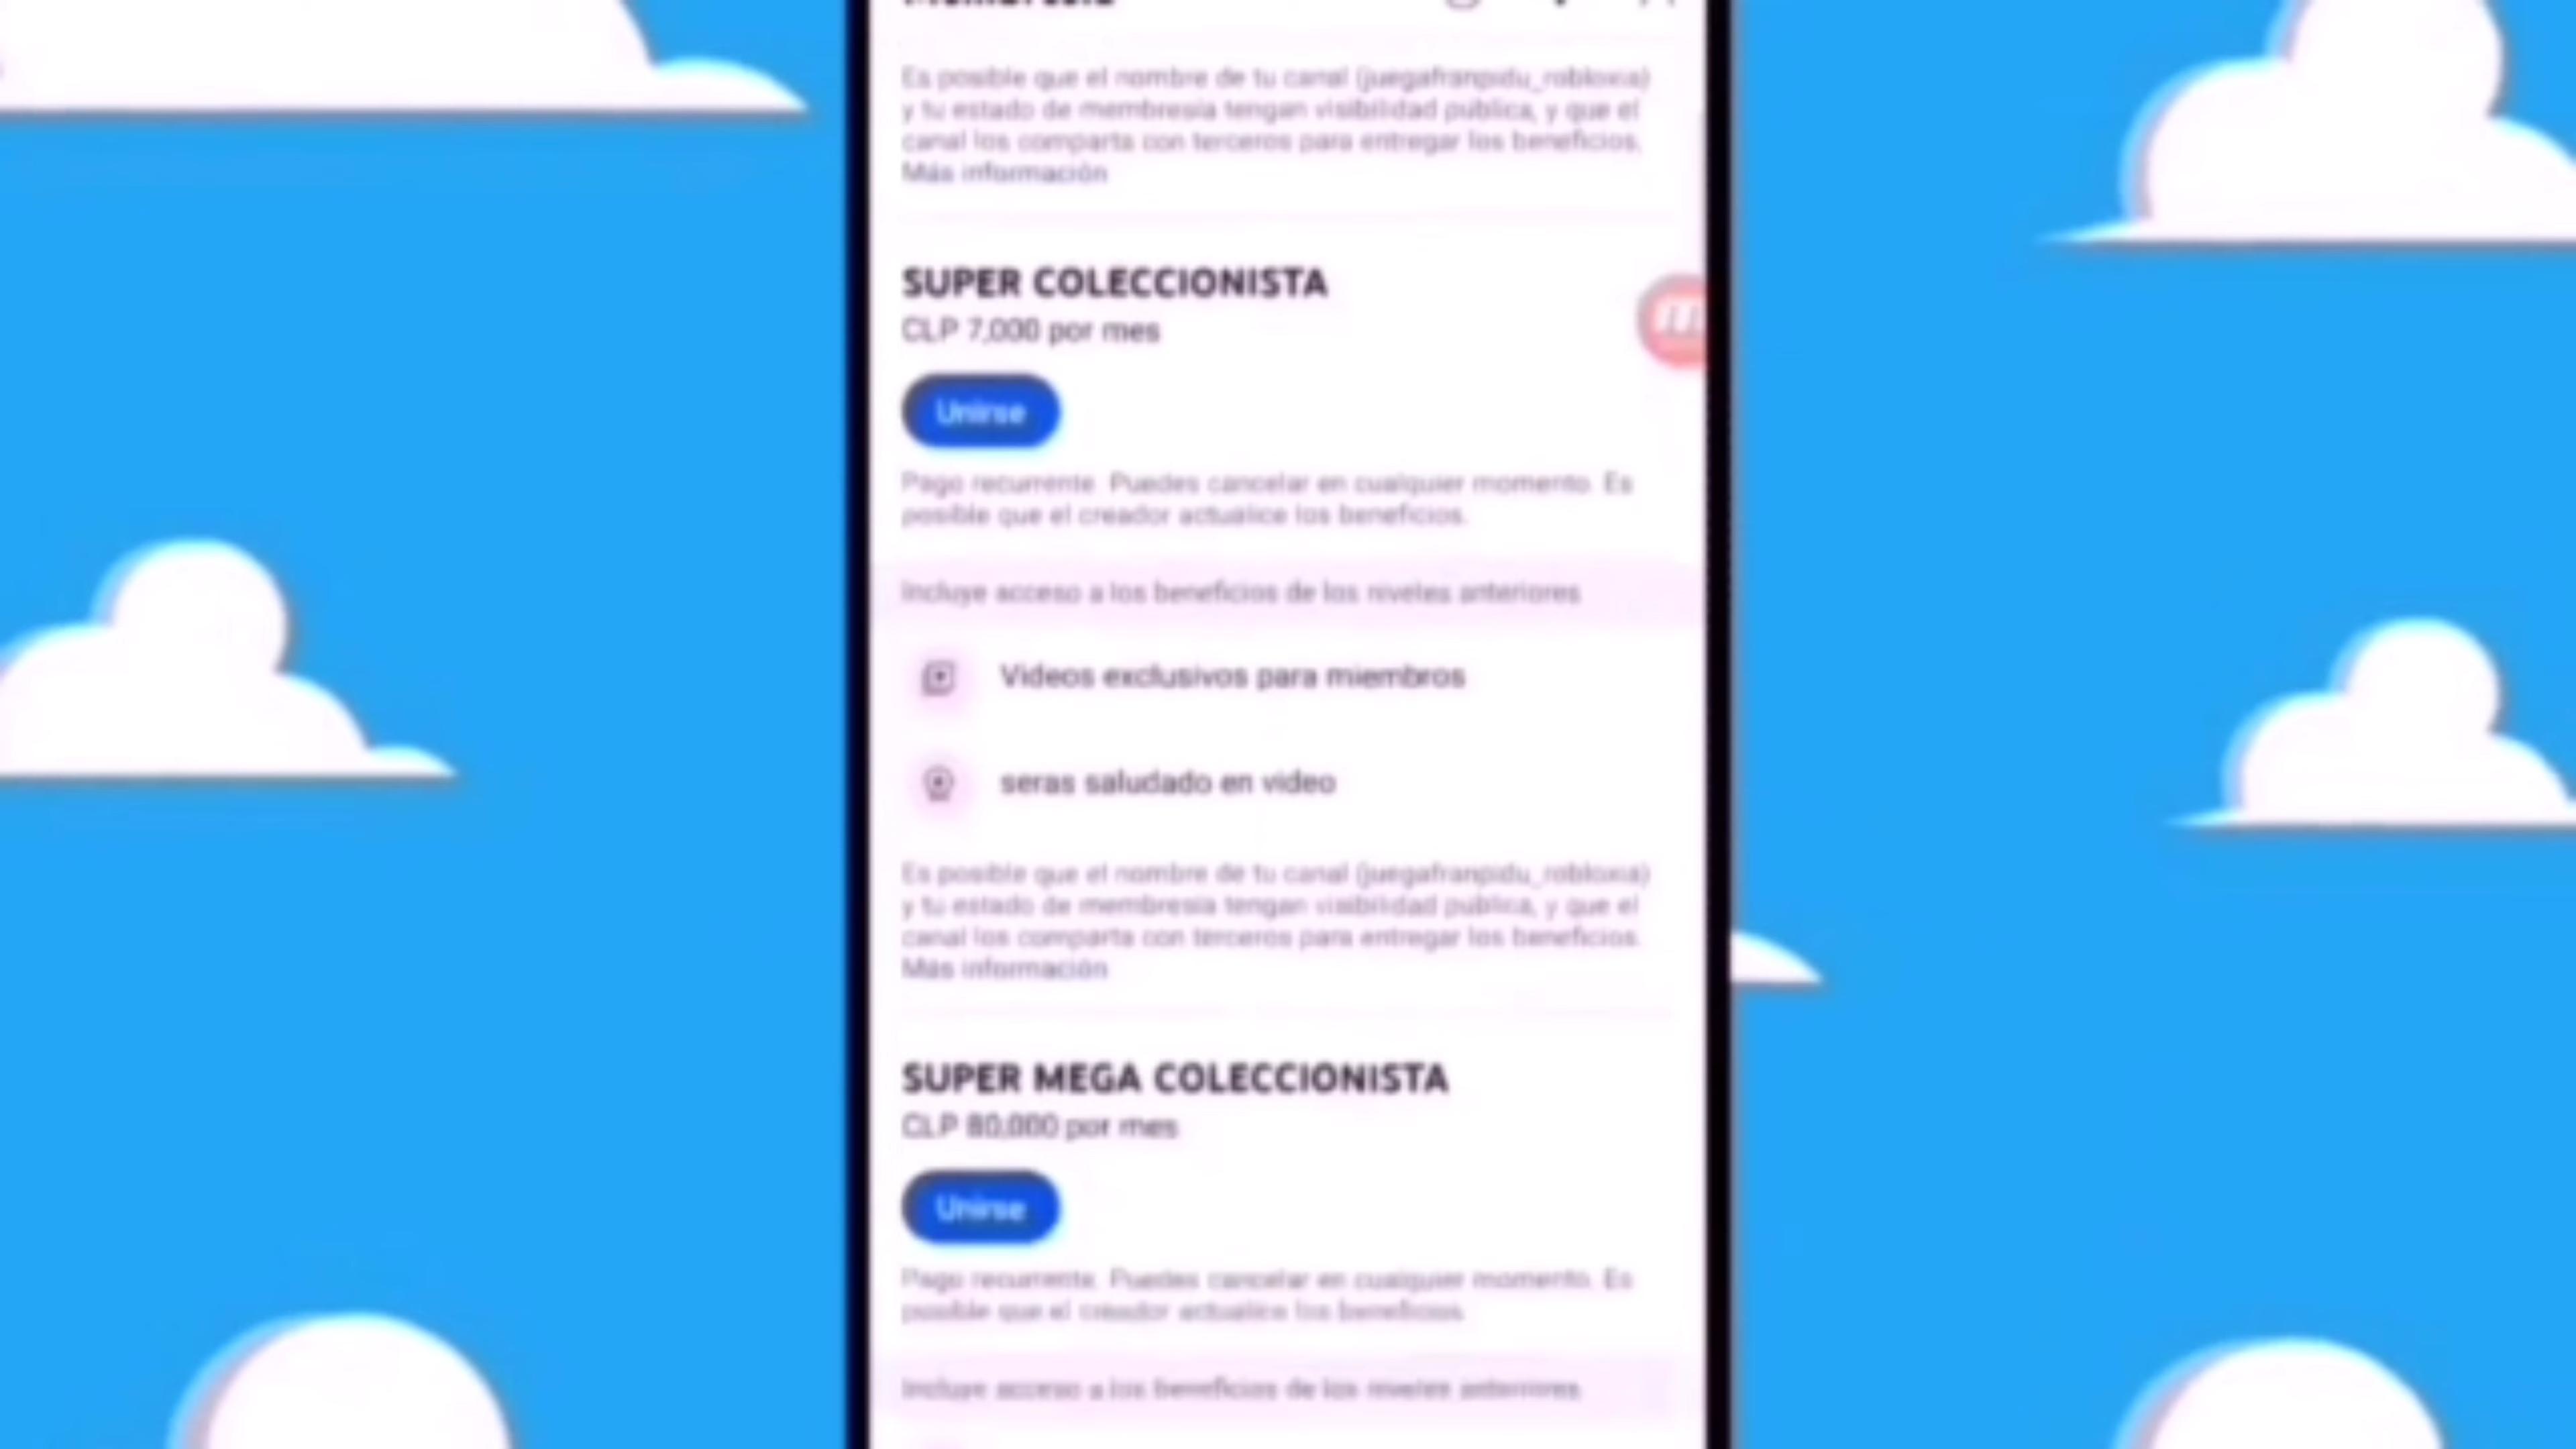 Es posible que el nombre de tu canal (juegafranpidu_robloxia)
y tu estado de membresía tengan visibilidad pública, y que el
canal los comparta con terceros para entregar los beneficios.
Más información
SUPER COLECCIONISTA
CLP 7,000 por mes
Unirse
Pago recurrente. Puedes cancelar en cualquier momento. Es
posible que el creador actualice los beneficios.
Incluye acceso a los beneficios de los niveles anteriores
Videos exclusivos para miembros
seras saludado en video
Es posible que el nombre de tu canal (juegafranpidu_robloxia)
y tu estado de membresía tengan visibilidad pública, y que el
canal los comparta con terceros para entregar los beneficios.
Más información
SUPER MEGA COLECCIONISTA
CLP 80,000 por mes
Unirse
Pago recurrente. Puedes cancelar en cualquier momento. Es
posible que el creador actualice los beneficios.
Incluye acceso a los beneficios de los niveles anteriores